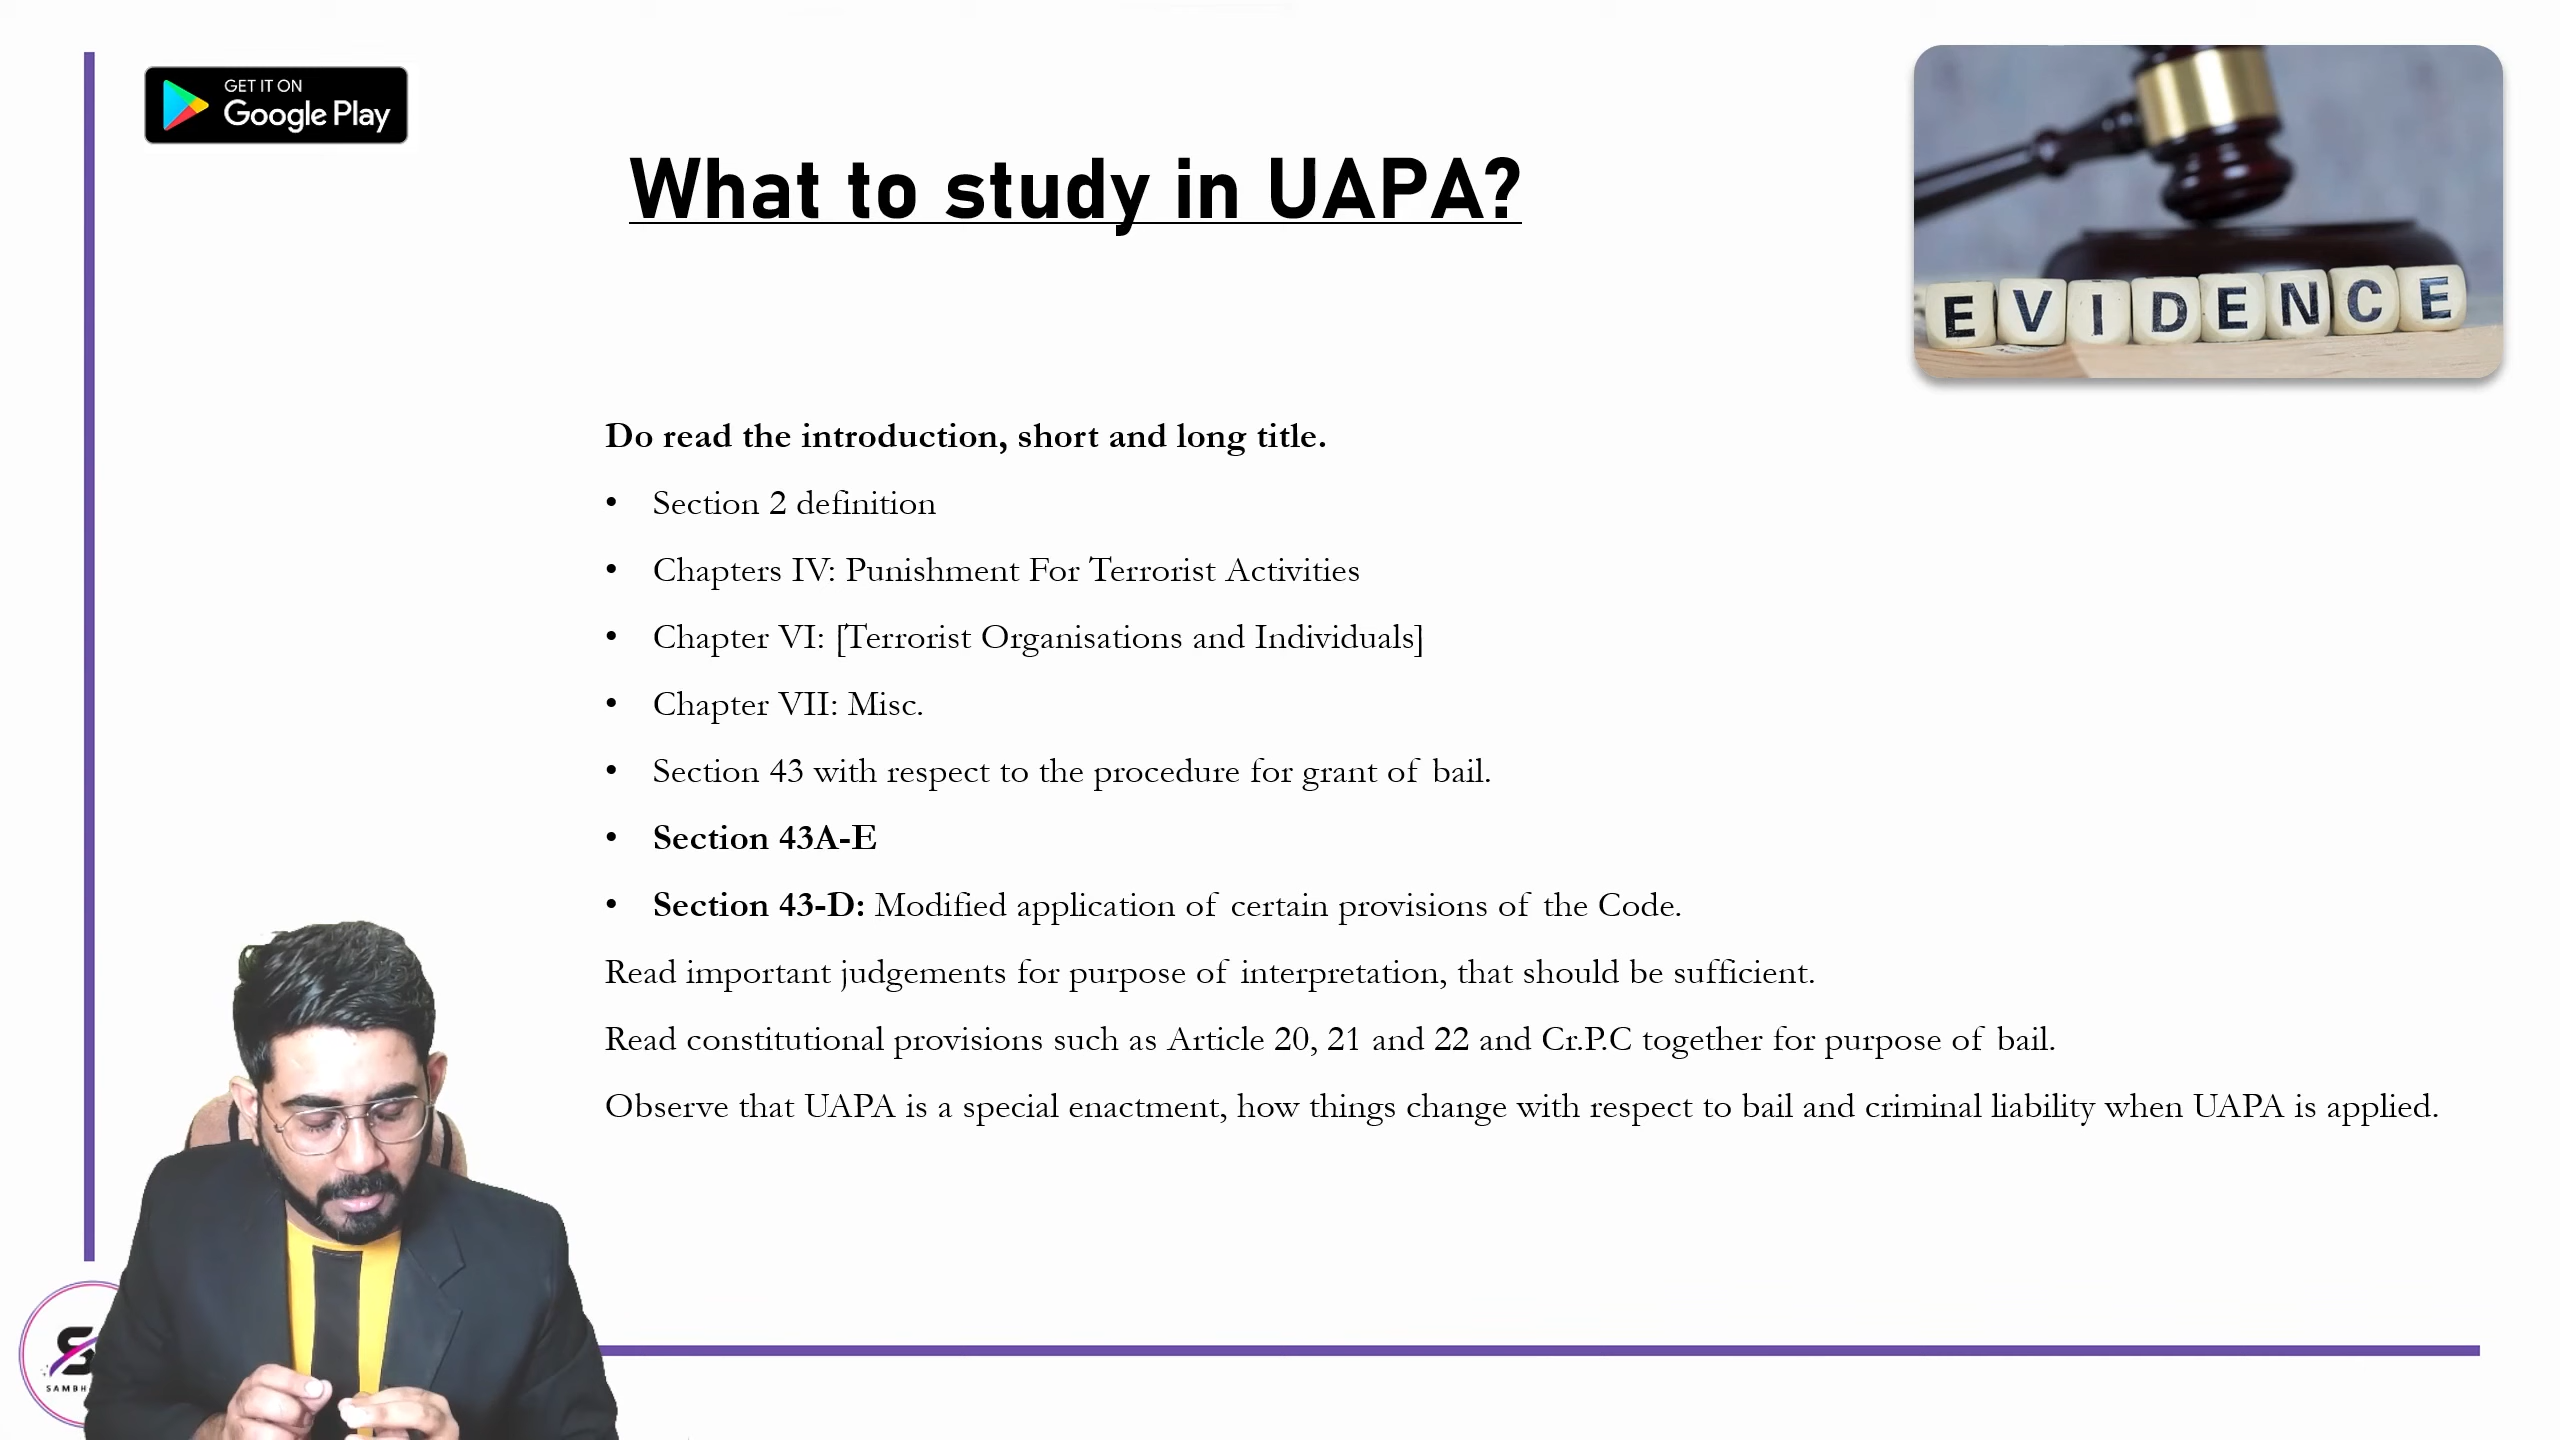 GET IT ON
Google Play
What to study in UAPA?
EVIDENCE
Do read the introduction, short and long title.
• Section 2 definition
• Chapters IV: Punishment For Terrorist Activities
• Chapter VI: [Terrorist Organisations and Individuals]
• Chapter VII: Misc.
• Section 43 with respect to the procedure for grant of bail.
• Section 43A-E
• Section 43-D: Modified application of certain provisions of the Code.
Read important judgements for purpose of interpretation, that should be sufficient.
Read constitutional provisions such as Article 20, 21 and 22 and Cr.P.C together for purpose of bail.
Observe that UAPA is a special enactment, how things change with respect to bail and criminal liability when UAPA is applied.